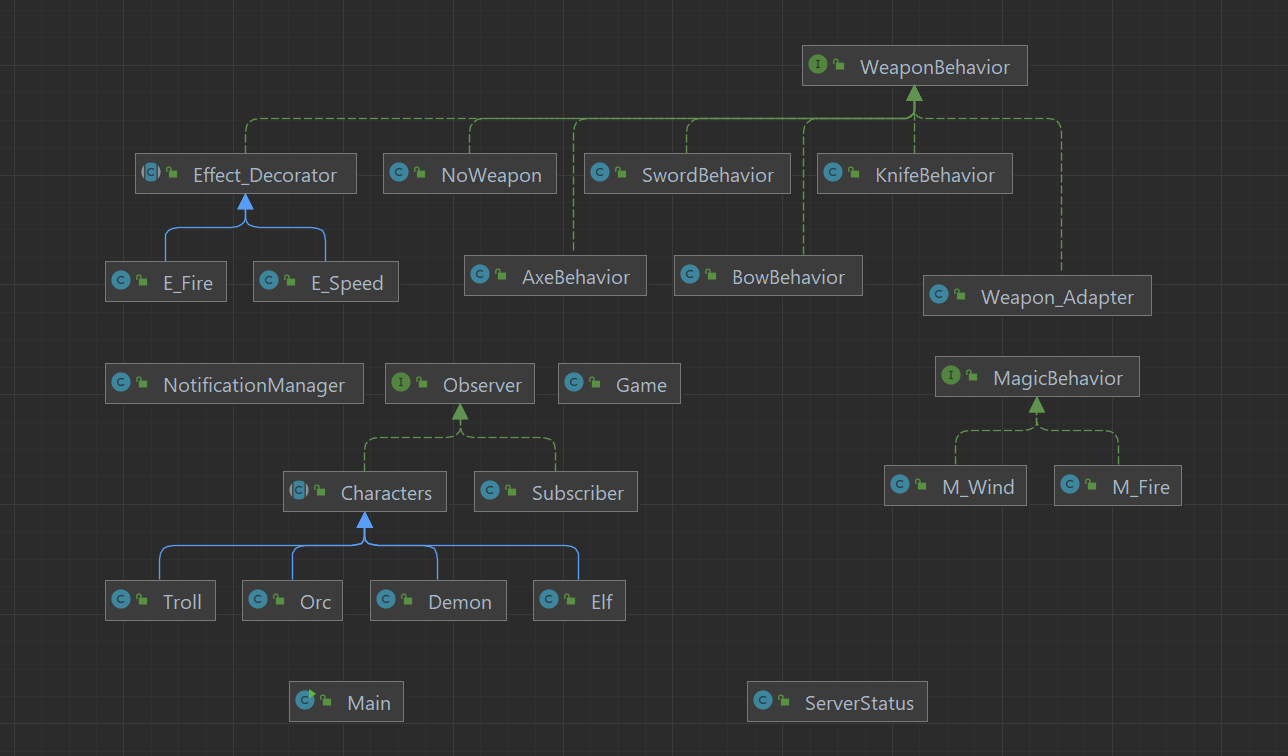 WeaponBehavior
Effect_Decorator
NoWeapon
SwordBehavior
KnifeBehavior
E_Fire
E_Speed
AxeBehavior
BowBehavior
Weapon_Adapter
NotificationManager
Observer
Game
MagicBehavior
Characters
Subscriber
M_Wind
M_Fire
Troll
Orc
Demon
Elf
Main
ServerStatus